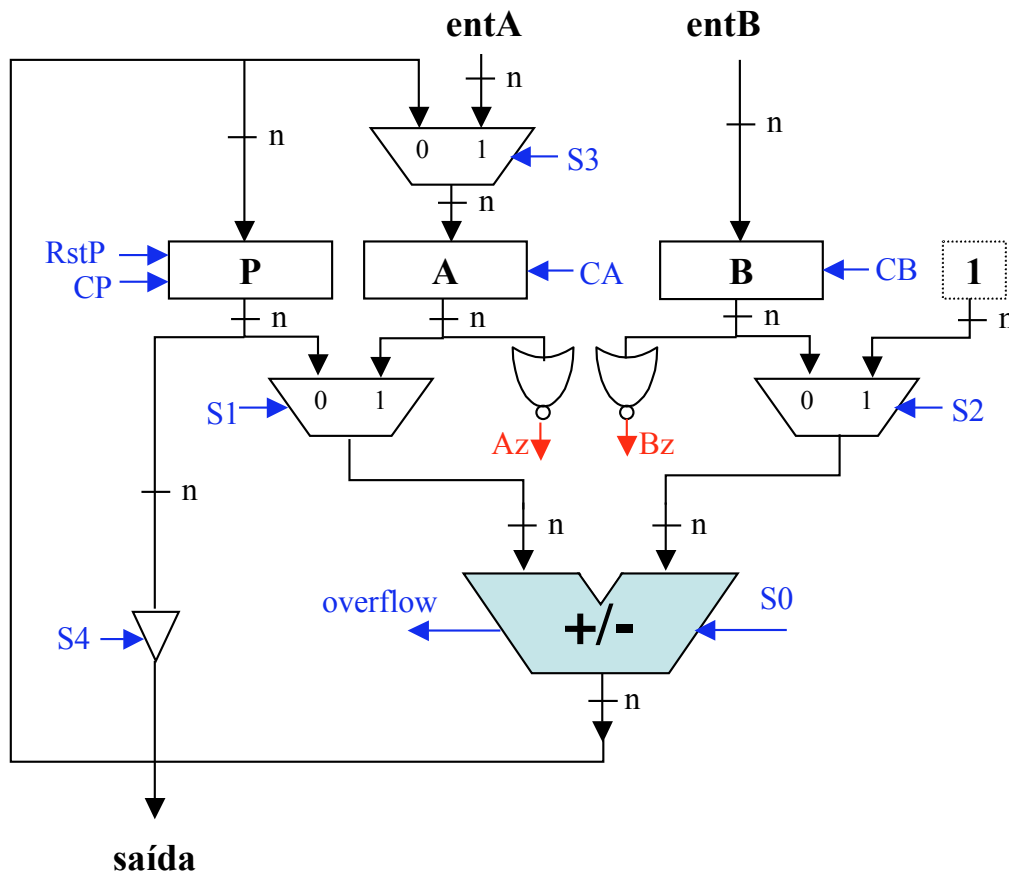 entA entB
n n
0 1 S3
n
RstP
CP P A CA B CB 1
n n n n
S1 0 1 0 1 S2
Az Bz
n
n n
overflow +/- S0
S4
n
saída